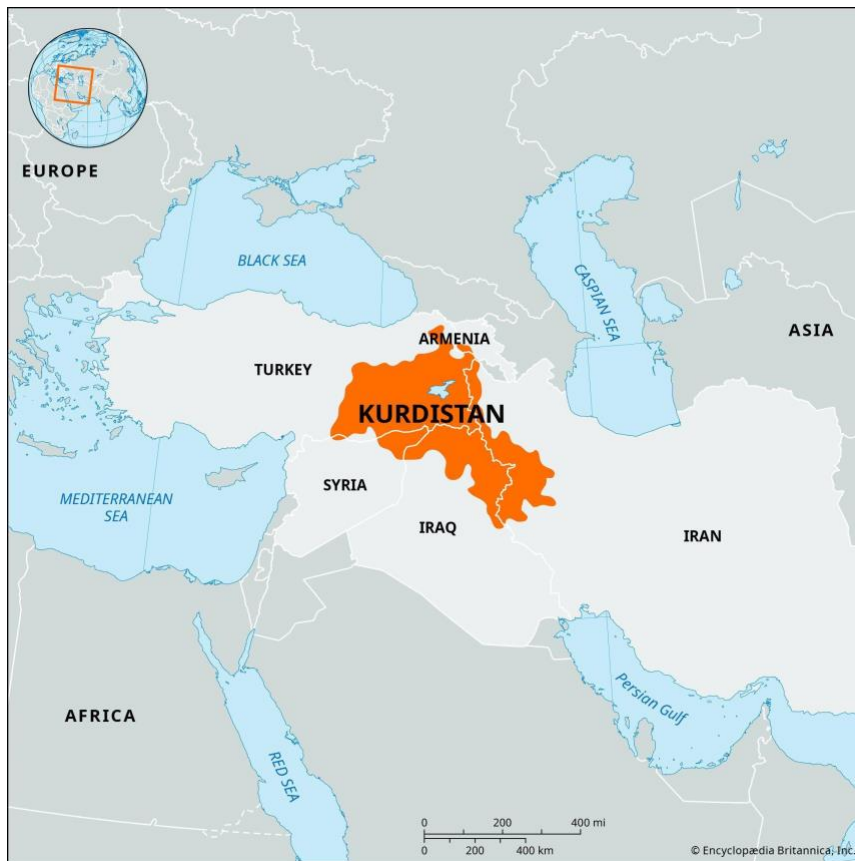 EUROPE
BLACK SEA
CASPIAN SEA
ASIA
ARMENIA
TURKEY
KURDISTAN
SYRIA
MEDITERRANEAN
SEA
IRAQ
IRAN
Persian Gulf
AFRICA
RED SEA
0 200 400 mi
0 200 400 km
© Encyclopædia Britannica, Inc.